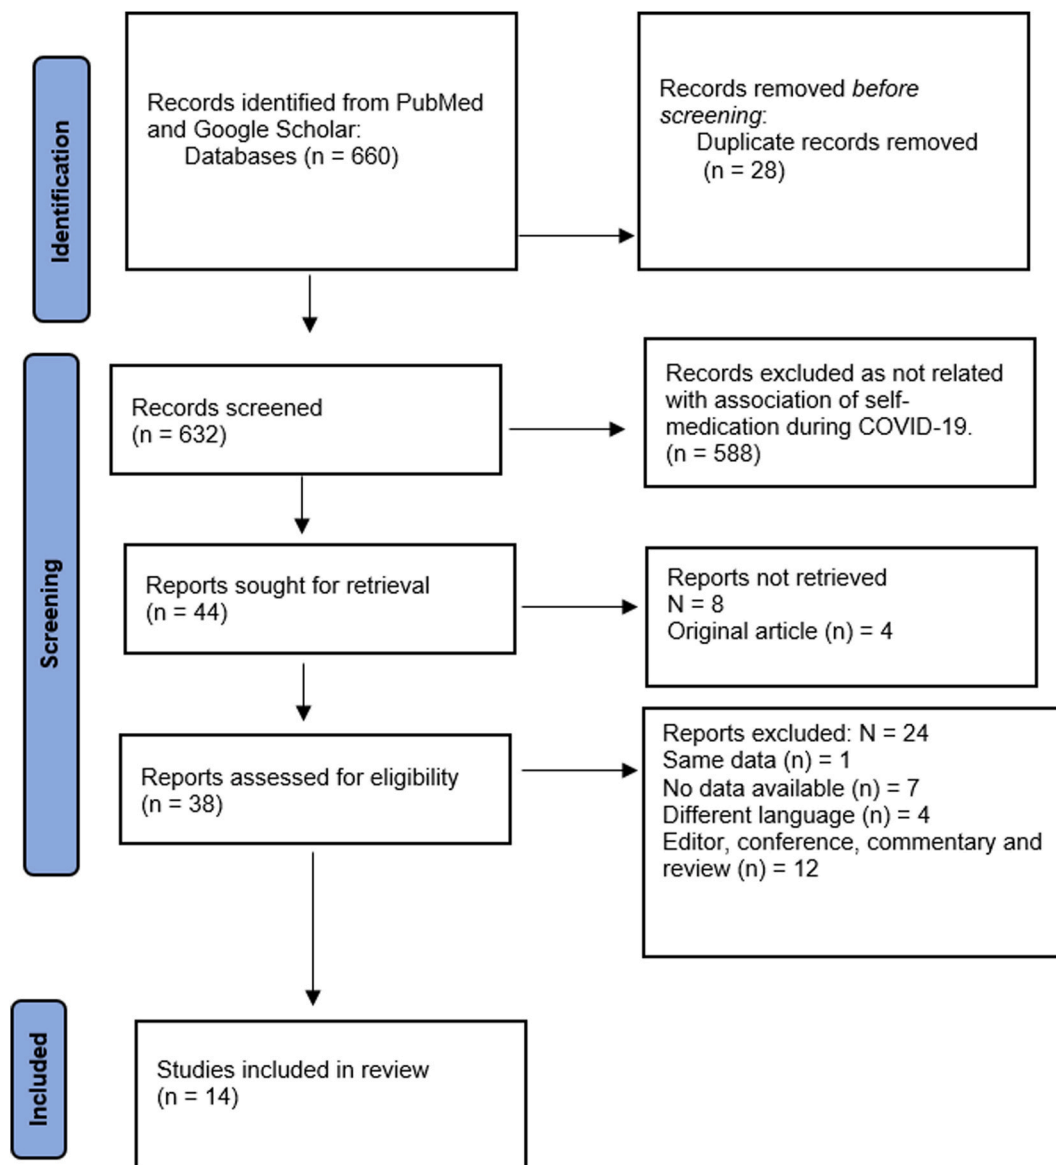 Identification
Records identified from PubMed
and Google Scholar:
Databases (n = 660)
Records removed before
screening:
Duplicate records removed
(n = 28)
Screening
Records screened
(n = 632)
Records excluded as not related
with association of self-
medication during COVID-19.
(n = 588)
Reports sought for retrieval
(n = 44)
Reports not retrieved
N = 8
Original article (n) = 4
Reports assessed for eligibility
(n = 38)
Reports excluded: N = 24
Same data (n) = 1
No data available (n) = 7
Different language (n) = 4
Editor, conference, commentary and
review (n) = 12
Included
Studies included in review
(n = 14)